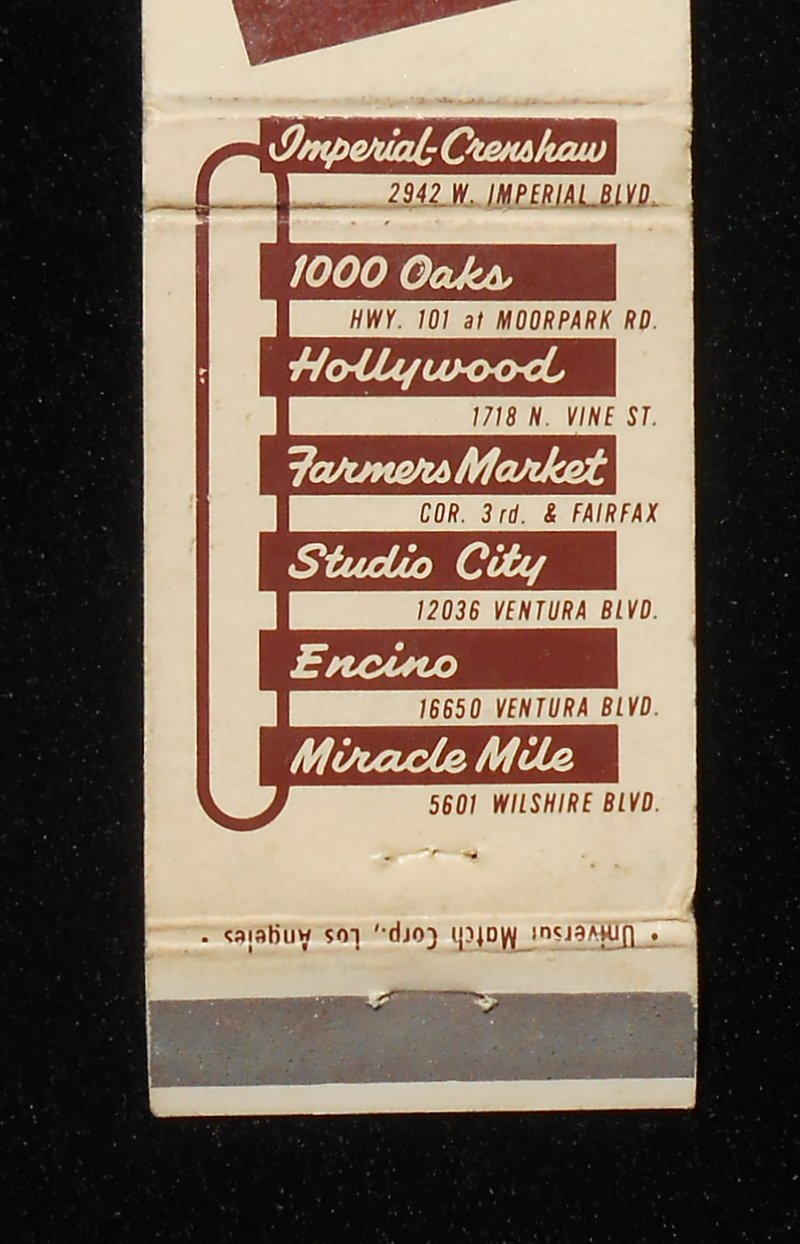 Imperial-Crenshaw
2942 W. IMPERIAL BLVD.
1000 Oaks
HWY. 101 at MOORPARK RD.
Hollywood
1718 N. VINE ST.
Farmers Market
COR. 3rd. & FAIRFAX
Studio City
12036 VENTURA BLVD.
Encino
16650 VENTURA BLVD.
Miracle Mile
5601 WILSHIRE BLVD.
• Universal Match Corp., Los Angeles •